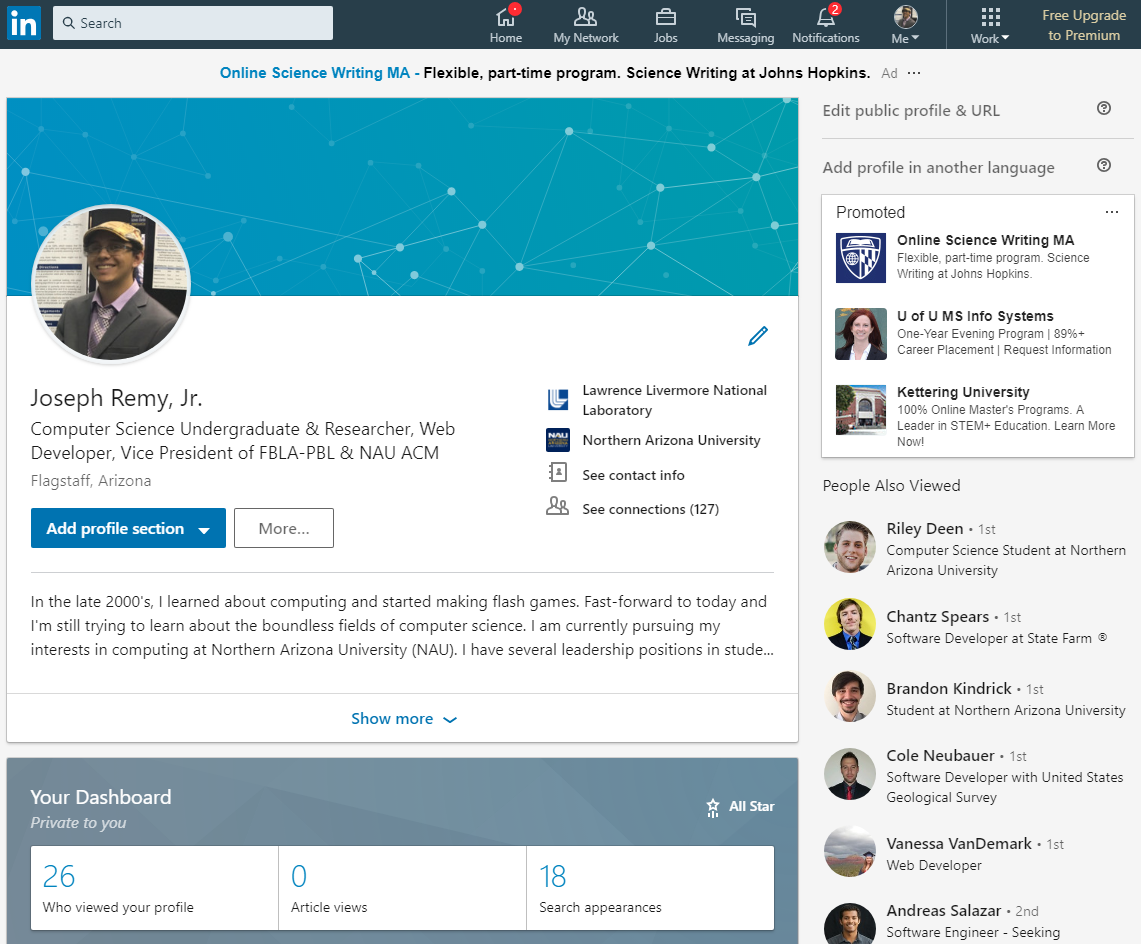 in
Search
Home
My Network
Jobs
Messaging
2
Notifications
Me
Work
Free Upgrade
to Premium
Online Science Writing MA - Flexible, part-time program. Science Writing at Johns Hopkins. Ad ···
Joseph Remy, Jr.
Computer Science Undergraduate & Researcher, Web
Developer, Vice President of FBLA-PBL & NAU ACM
Flagstaff, Arizona
Add profile section
More...
Lawrence Livermore National
Laboratory
NAU
Northern Arizona University
See contact info
See connections (127)
In the late 2000's, I learned about computing and started making flash games. Fast-forward to today and
I'm still trying to learn about the boundless fields of computer science. I am currently pursuing my
interests in computing at Northern Arizona University (NAU). I have several leadership positions in stude...
Show more
Your Dashboard
Private to you
All Star
26
Who viewed your profile
0
Article views
18
Search appearances
Edit public profile & URL
Add profile in another language
Promoted ···
Online Science Writing MA
Flexible, part-time program. Science
Writing at Johns Hopkins.
U of U MS Info Systems
One-Year Evening Program | 89%+
Career Placement | Request Information
Kettering University
100% Online Master's Programs. A
Leader in STEM+ Education. Learn More
Now!
People Also Viewed
Riley Deen • 1st
Computer Science Student at Northern
Arizona University
Chantz Spears • 1st
Software Developer at State Farm ®
Brandon Kindrick • 1st
Student at Northern Arizona University
Cole Neubauer • 1st
Software Developer with United States
Geological Survey
Vanessa VanDemark • 1st
Web Developer
Andreas Salazar • 2nd
Software Engineer - Seeking